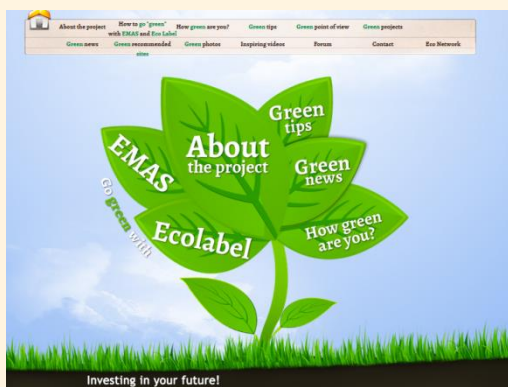 About the project
How to go "green"
with EMAS and Eco Label
How green are you?
Green tips
Green point of view
Green projects
Green news
Green recommended
sites
Green photos
Inspiring videos
Forum
Contact
Eco Network
Green
tips
About
the project
EMAS
Green
news
Go green with
Ecolabel
How green
are you?
Investing in your future!